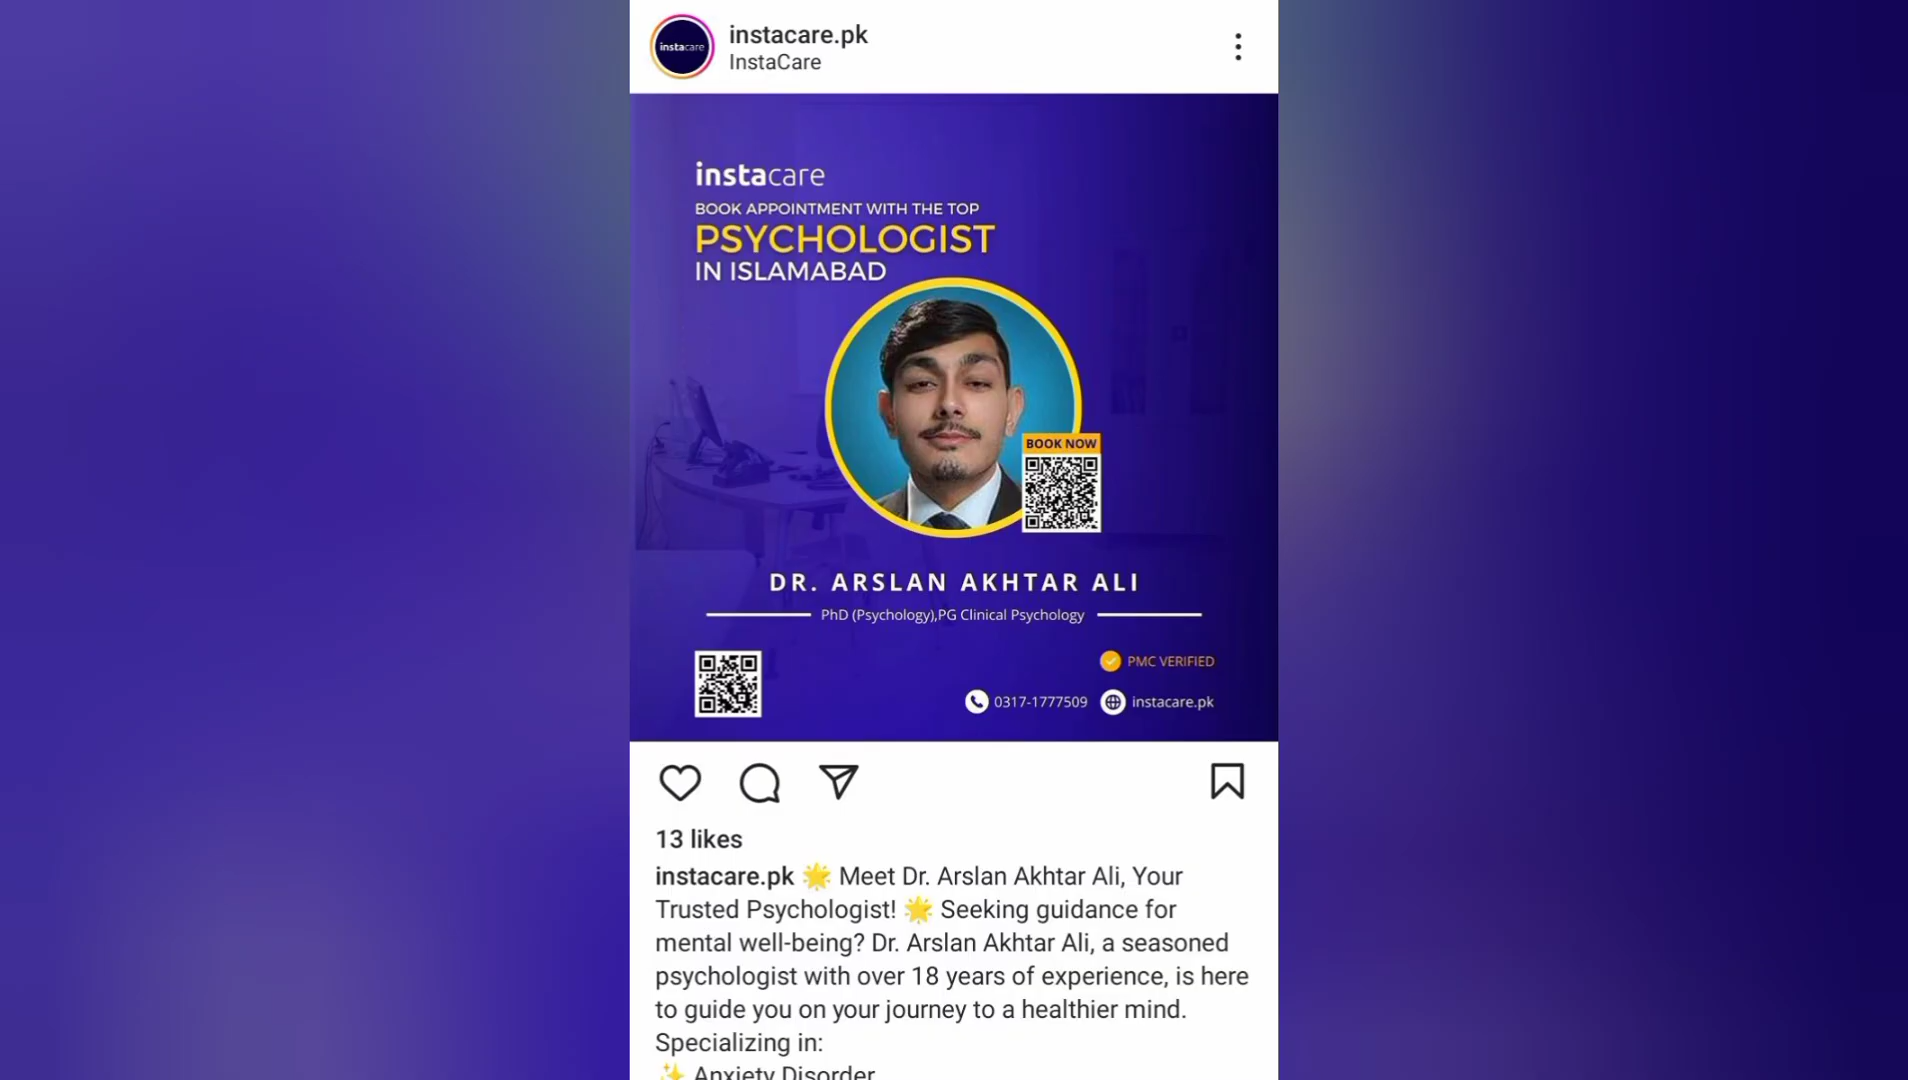 instacare
instacare.pk
InstaCare
instacare
BOOK APPOINTMENT WITH THE TOP
PSYCHOLOGIST
IN ISLAMABAD
BOOK NOW
DR. ARSLAN AKHTAR ALI
PhD (Psychology),PG Clinical Psychology
PMC VERIFIED
0317-1777509 instacare.pk
13 likes
instacare.pk 🌟 Meet Dr. Arslan Akhtar Ali, Your
Trusted Psychologist! 🌟 Seeking guidance for
mental well-being? Dr. Arslan Akhtar Ali, a seasoned
psychologist with over 18 years of experience, is here
to guide you on your journey to a healthier mind.
Specializing in:
✨ Anxiety Disorder